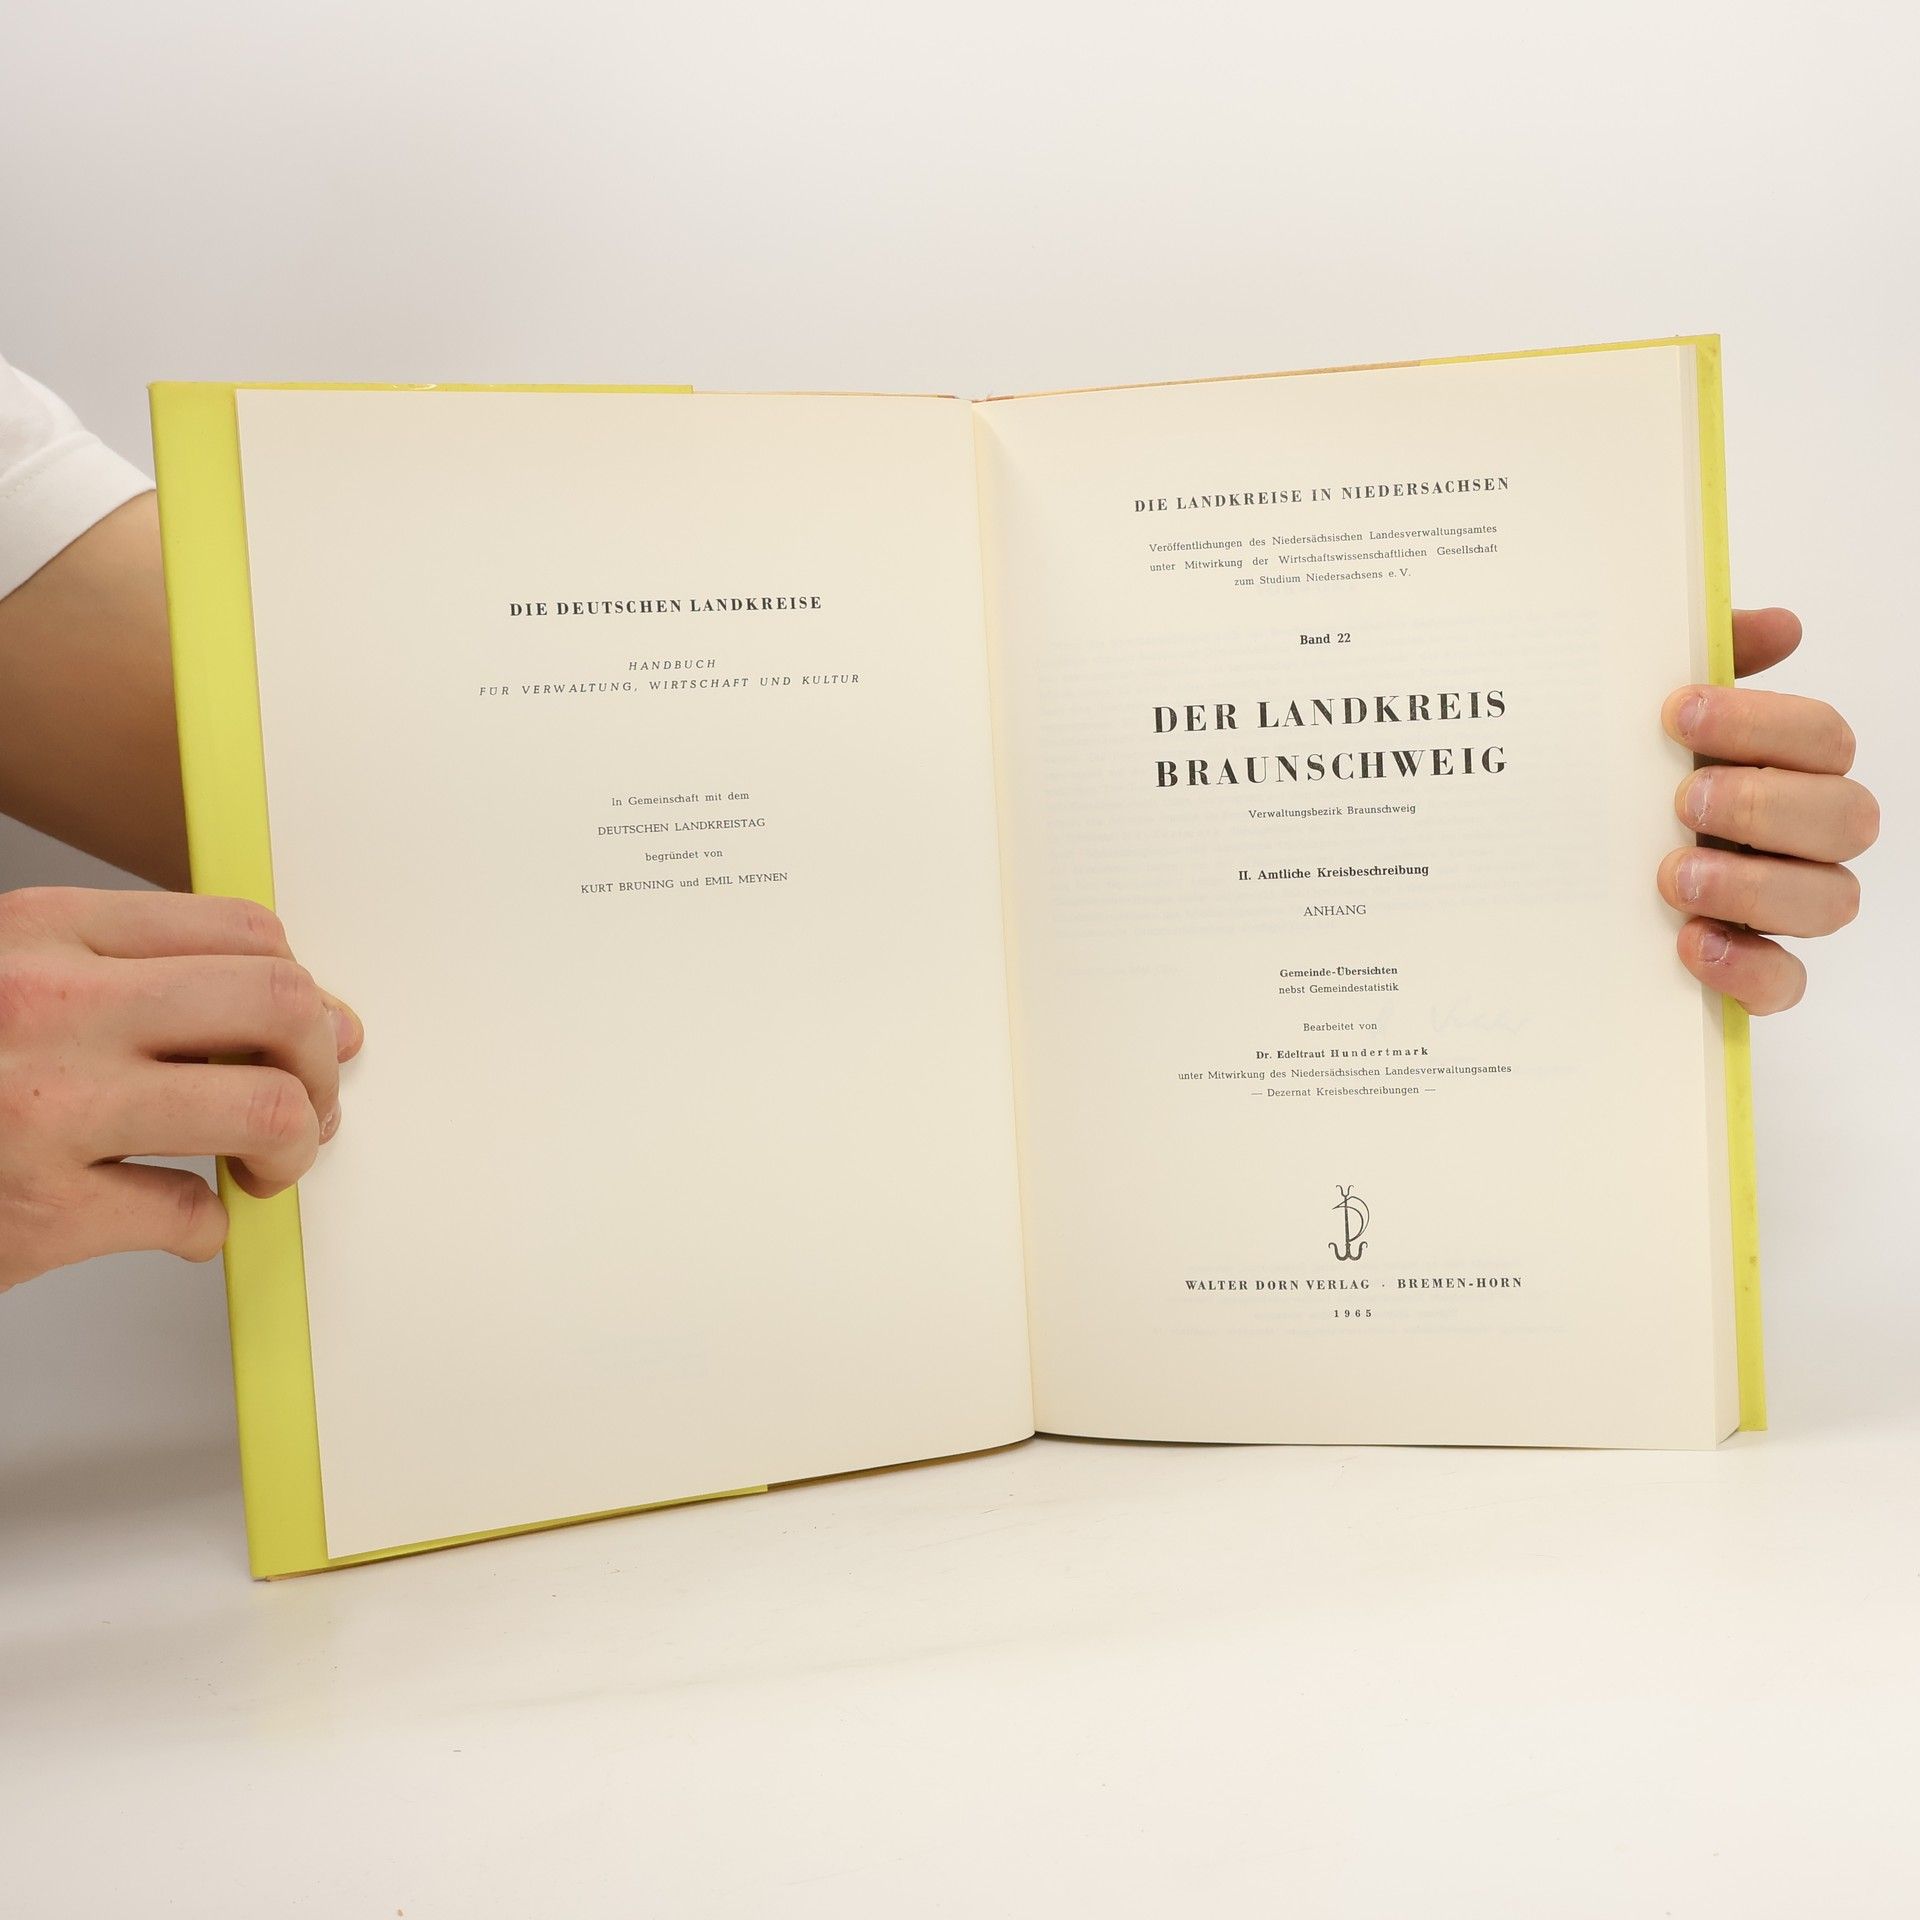 DIE DEUTSCHEN LANDKREISE
HANDBUCH
FÜR VERWALTUNG, WIRTSCHAFT UND KULTUR
In Gemeinschaft mit dem
DEUTSCHEN LANDKREISTAG
begründet von
KURT BRÜNING und EMIL MEYNEN
DIE LANDKREISE IN NIEDERSACHSEN
Veröffentlichungen des Niedersächsischen Landesverwaltungsamtes
unter Mitwirkung der Wirtschaftswissenschaftlichen Gesellschaft
zum Studium Niedersachsens e. V.
Band 22
DER LANDKREIS
BRAUNSCHWEIG
Verwaltungsbezirk Braunschweig
II. Amtliche Kreisbeschreibung
ANHANG
Gemeinde-Übersichten
nebst Gemeindestatistik
Bearbeitet von
Dr. Edeltraut Hundertmark
unter Mitwirkung des Niedersächsischen Landesverwaltungsamtes
— Dezernat Kreisbeschreibungen —
WALTER DORN VERLAG · BREMEN-HORN
1965